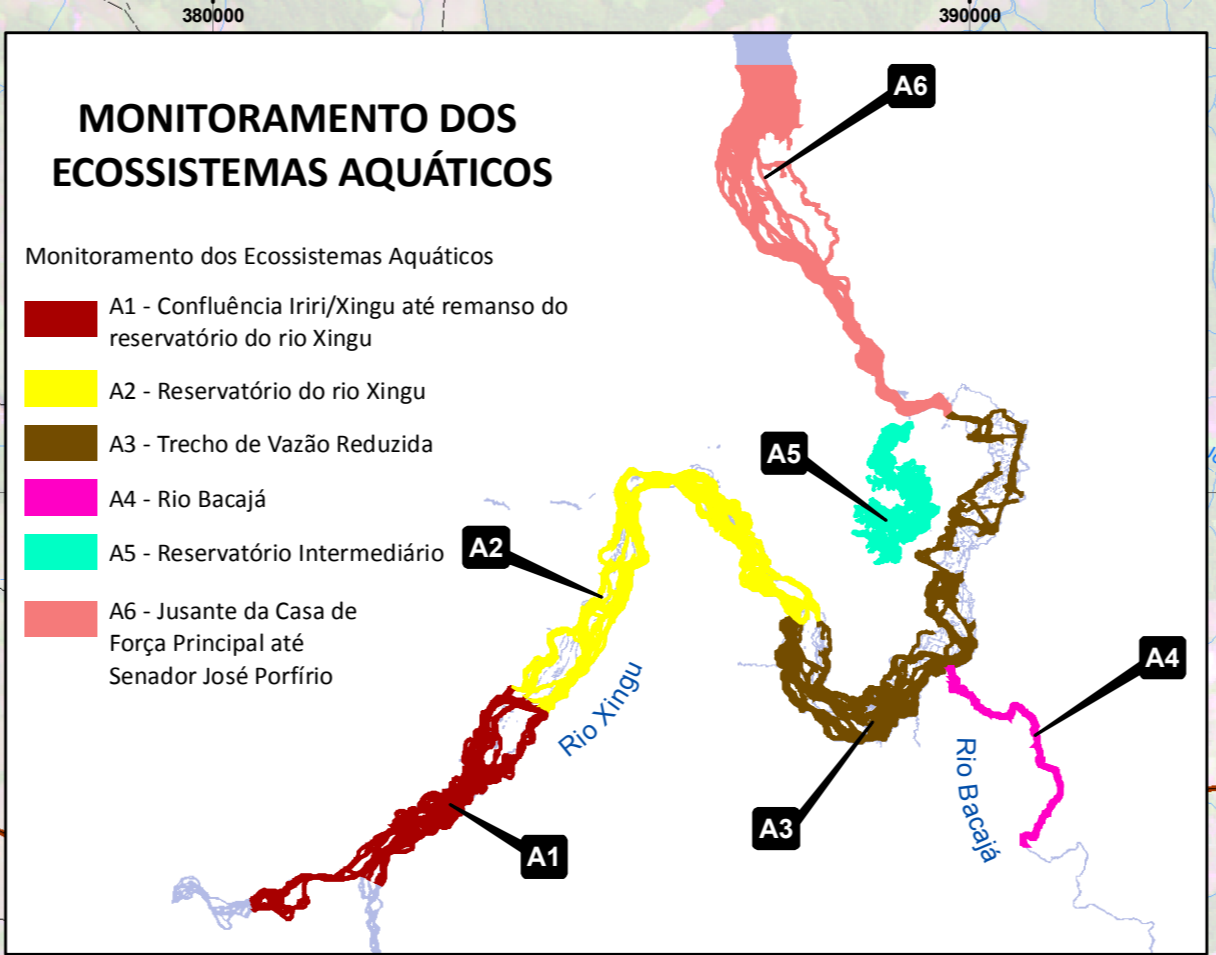 380000
390000
MONITORAMENTO DOS
ECOSSISTEMAS AQUÁTICOS
Monitoramento dos Ecossistemas Aquáticos
A1 - Confluência Iriri/Xingu até remanso do
reservatório do rio Xingu
A2 - Reservatório do rio Xingu
A3 - Trecho de Vazão Reduzida
A4 - Rio Bacajá
A5 - Reservatório Intermediário
A6 - Jusante da Casa de
Força Principal até
Senador José Porfírio
A6
A5
A2
A4
Rio Xingu
Rio Bacajá
A3
A1